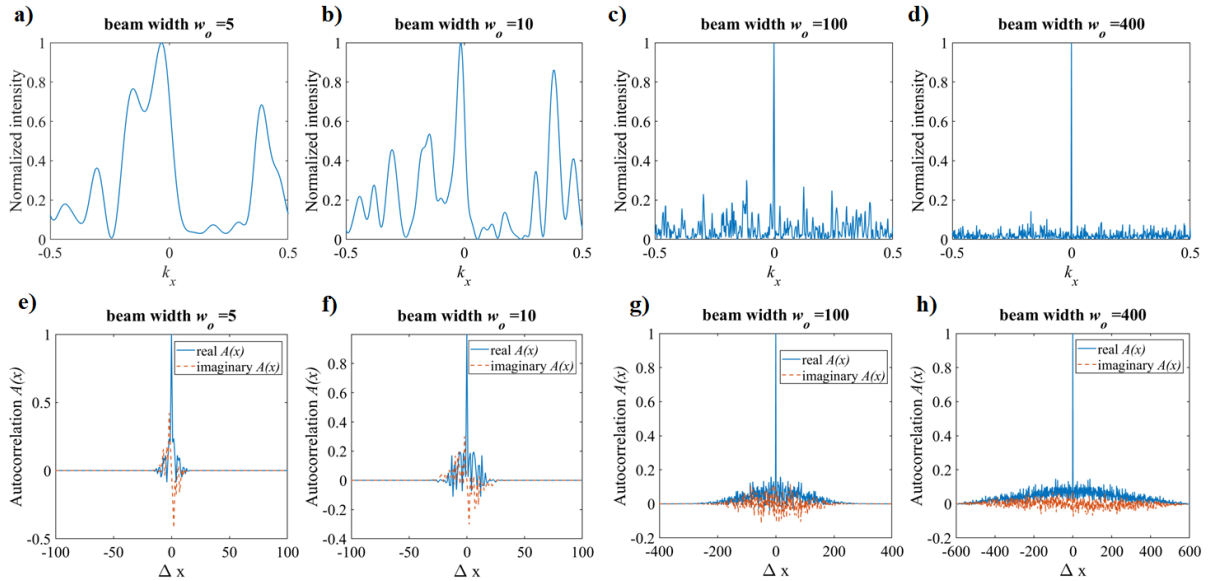 a)
beam width w_o =5
Normalized intensity
1
0.8
0.6
0.4
0.2
0
-0.5
0
0.5
k_x
b)
beam width w_o =10
Normalized intensity
1
0.8
0.6
0.4
0.2
0
-0.5
0
0.5
k_x
c)
beam width w_o =100
Normalized intensity
1
0.8
0.6
0.4
0.2
0
-0.5
0
0.5
k_x
d)
beam width w_o =400
Normalized intensity
1
0.8
0.6
0.4
0.2
0
-0.5
0
0.5
k_x
e)
beam width w_o =5
Autocorrelation A(x)
1
0.5
0
-0.5
real A(x)
imaginary A(x)
-100
-50
0
50
100
Δ x
f)
beam width w_o =10
Autocorrelation A(x)
0.8
0.6
0.4
0.2
0
-0.2
-0.4
real A(x)
imaginary A(x)
-100
-50
0
50
100
Δ x
g)
beam width w_o =100
Autocorrelation A(x)
1
0.8
0.6
0.4
0.2
0
-0.2
real A(x)
imaginary A(x)
-400
-200
0
200
400
Δ x
h)
beam width w_o =400
Autocorrelation A(x)
1
0.8
0.6
0.4
0.2
0
-0.2
real A(x)
imaginary A(x)
-600
-400
-200
0
200
400
600
Δ x